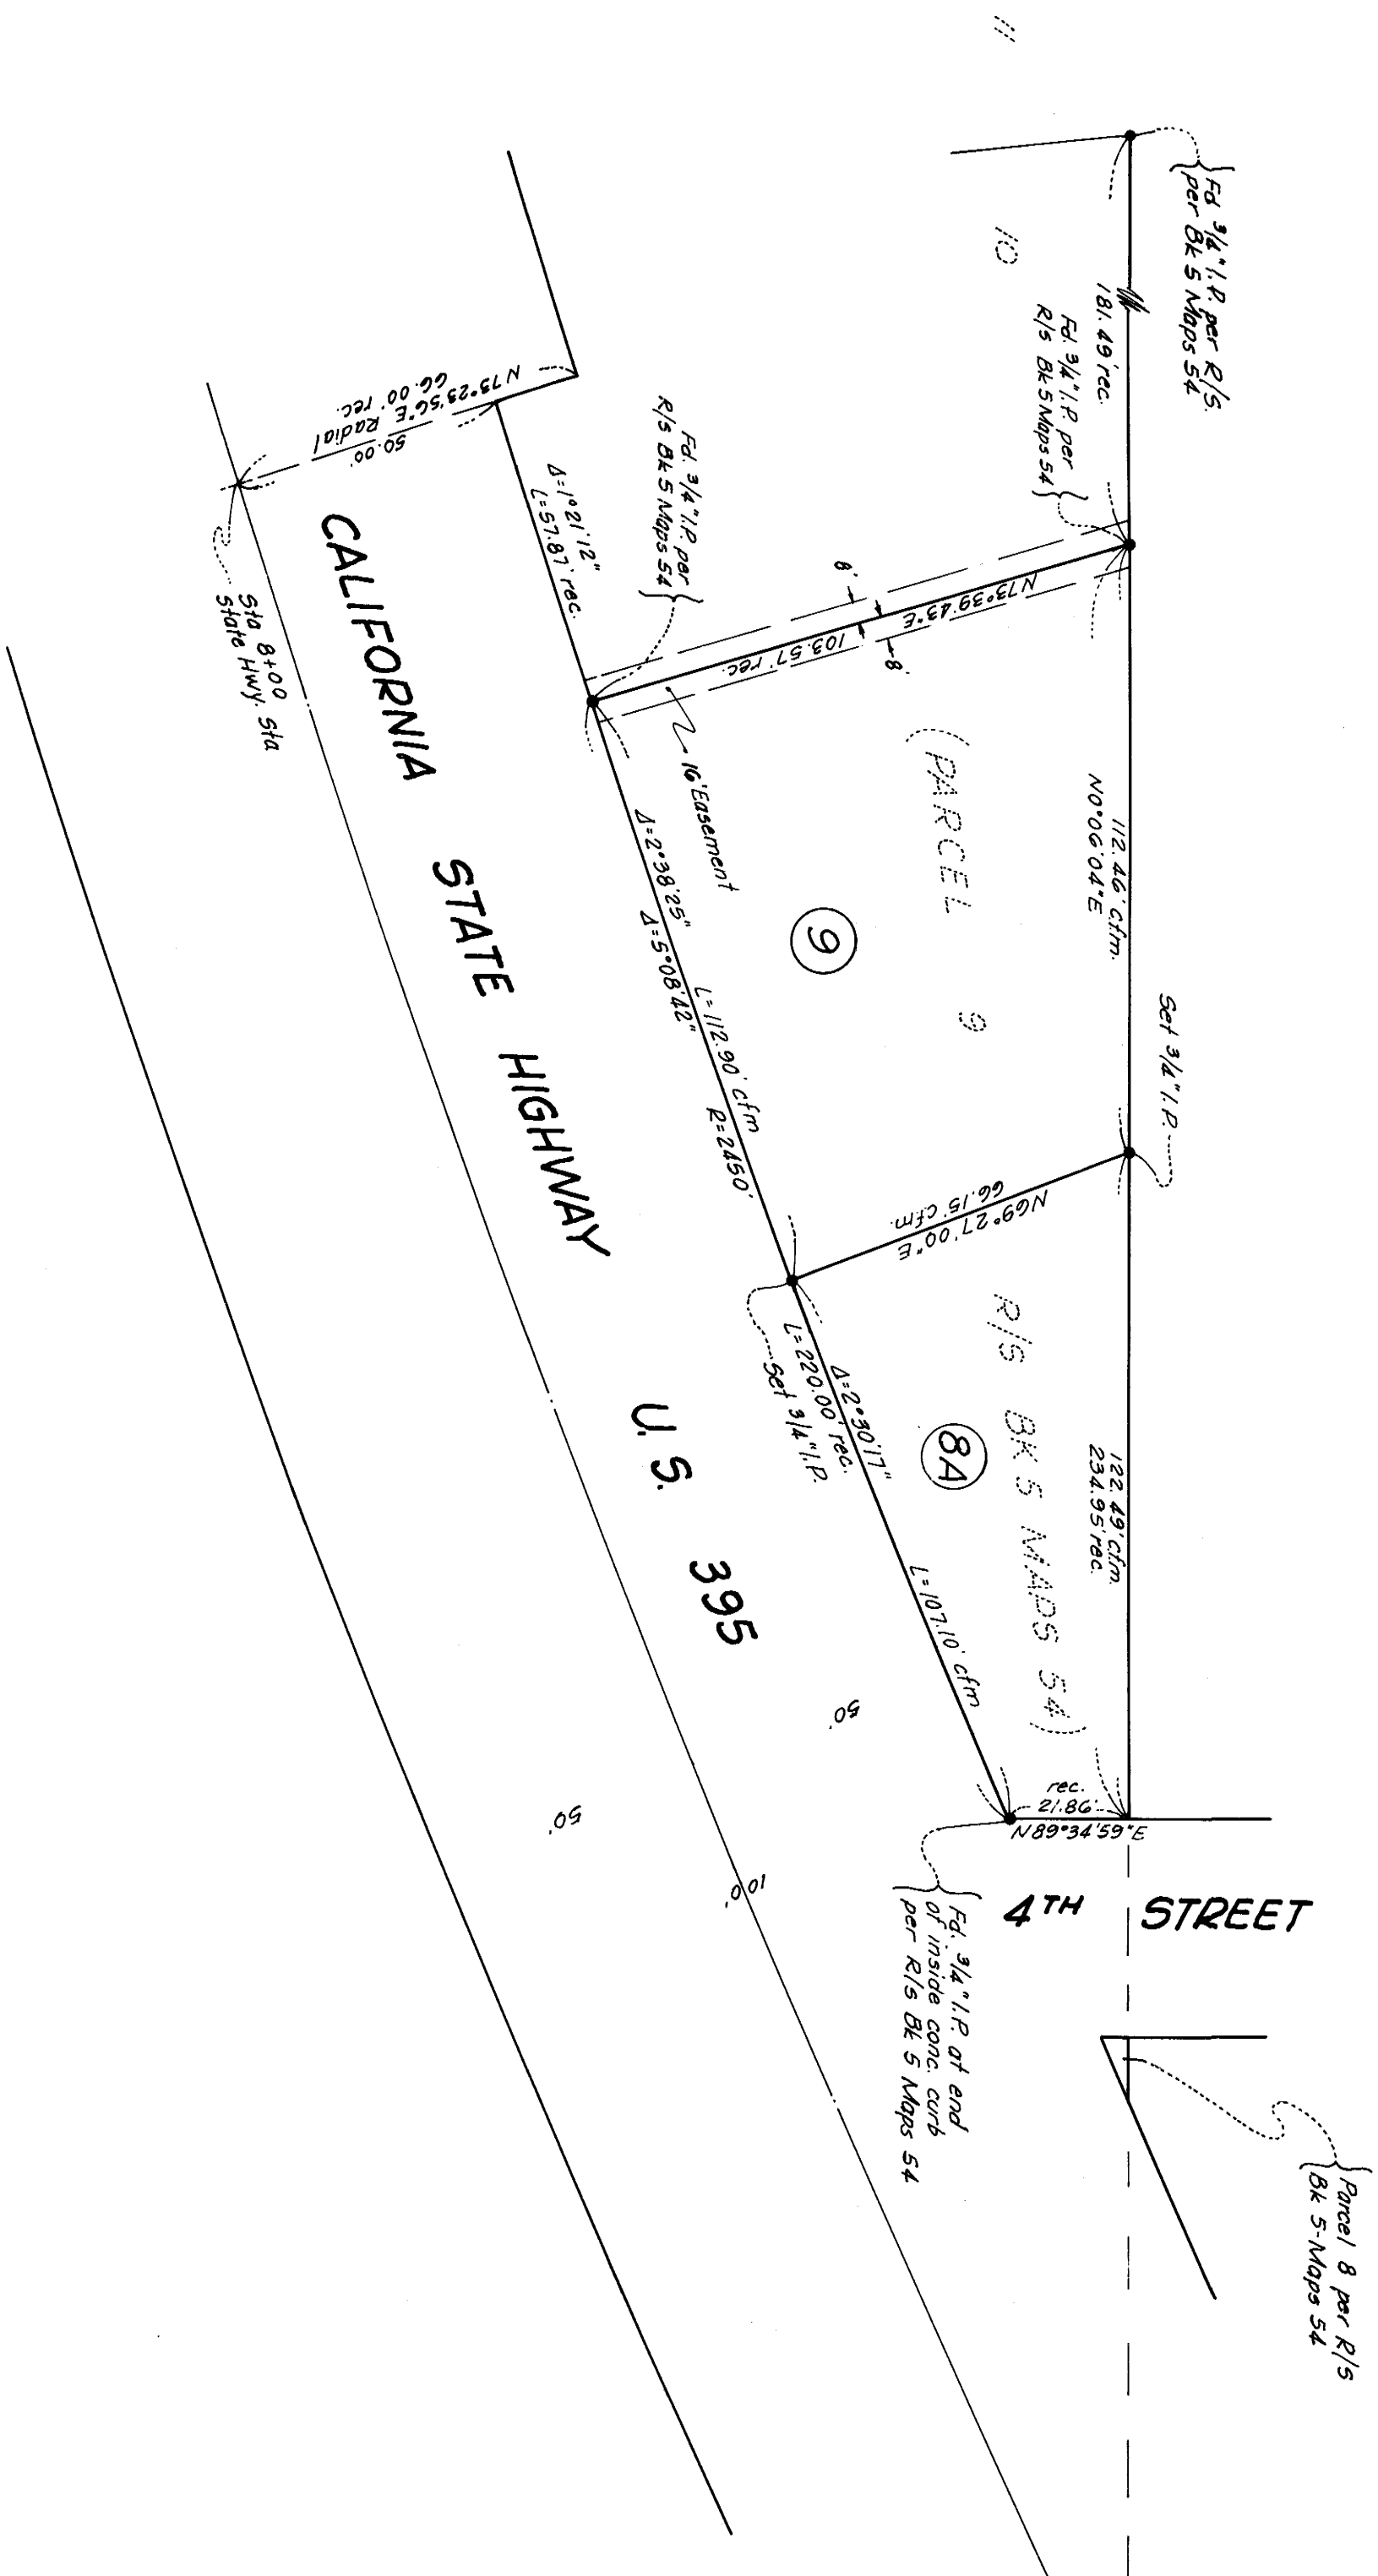 11
10
Fd 3/4" I.P. per R/S.
per Bk 5 Maps 54
181.49' rec.
Fd. 3/4" I.P. per
R/S Bk 5 Maps 54
N73°23'56"E
66.00' rec.
50.00'
Radial
Sta 8+00
State Hwy. Sta
Δ=1°21'12"
L=57.87' rec.
Fd. 3/4" I.P. per
R/S Bk 5 Maps 54
8'
8'
N73°39'43"E
103.57' rec.
16' Easement
112.46' cfm.
N0°06'04"E
(PARCEL 9
9
Δ=2°38'25"
L=112.90' cfm
Δ=5°08'42"
R=2450'
Set 3/4" I.P.
N69°27'00"E
66.15' cfm.
R/S BK 5 MAPS 54)
8A
Δ=2°30'17"
L=220.00' rec.
Set 3/4" I.P.
L=107.10' cfm
122.49' cfm.
234.95' rec.
rec.
21.86'
N89°34'59"E
CALIFORNIA STATE HIGHWAY U.S. 395
50'
50'
100'
4TH STREET
Fd. 3/4" I.P. at end
of inside conc. curb
per R/S Bk 5 Maps 54
Parcel 8 per R/S
Bk 5-Maps 54